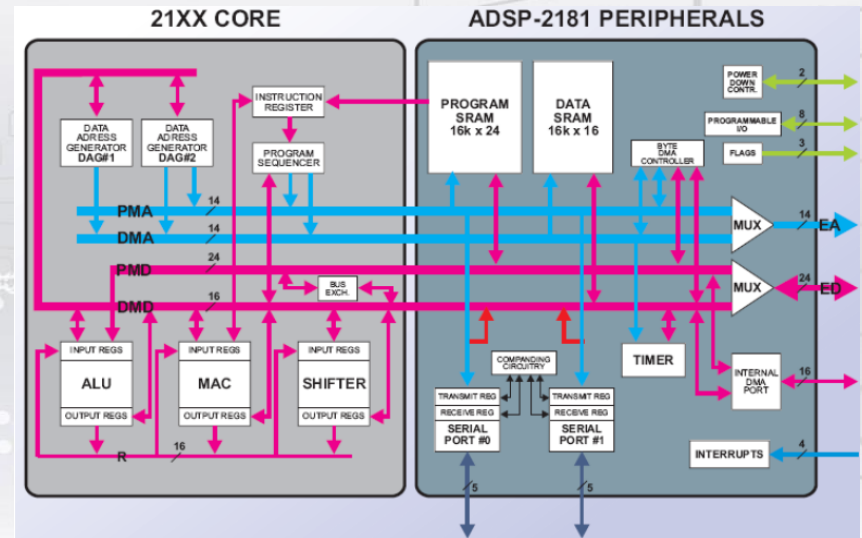 21XX CORE
ADSP-2181 PERIPHERALS
INSTRUCTION
REGISTER
PROGRAM
SRAM
16k x 24
DATA
SRAM
16k x 16
POWER
DOWN
CONTR.
2
PROGRAMMABLE
I/O
8
FLAGS
3
DATA
ADRESS
GENERATOR
DAG#1
DATA
ADRESS
GENERATOR
DAG#2
PROGRAM
SEQUENCER
BYTE
DMA
CONTROLLER
PMA
14
DMA
14
MUX
14
EA
PMD
24
BUS
EXCH.
DMD
16
MUX
24
ED
INPUT REGS
ALU
OUTPUT REGS
INPUT REGS
MAC
OUTPUT REGS
INPUT REGS
SHIFTER
OUTPUT REGS
R
16
COMPANDING
CIRCUITRY
TIMER
INTERNAL
DMA
PORT
16
TRANSMIT REG
RECEIVE REG
SERIAL
PORT #0
5
TRANSMIT REG
RECEIVE REG
SERIAL
PORT #1
5
INTERRUPTS
4